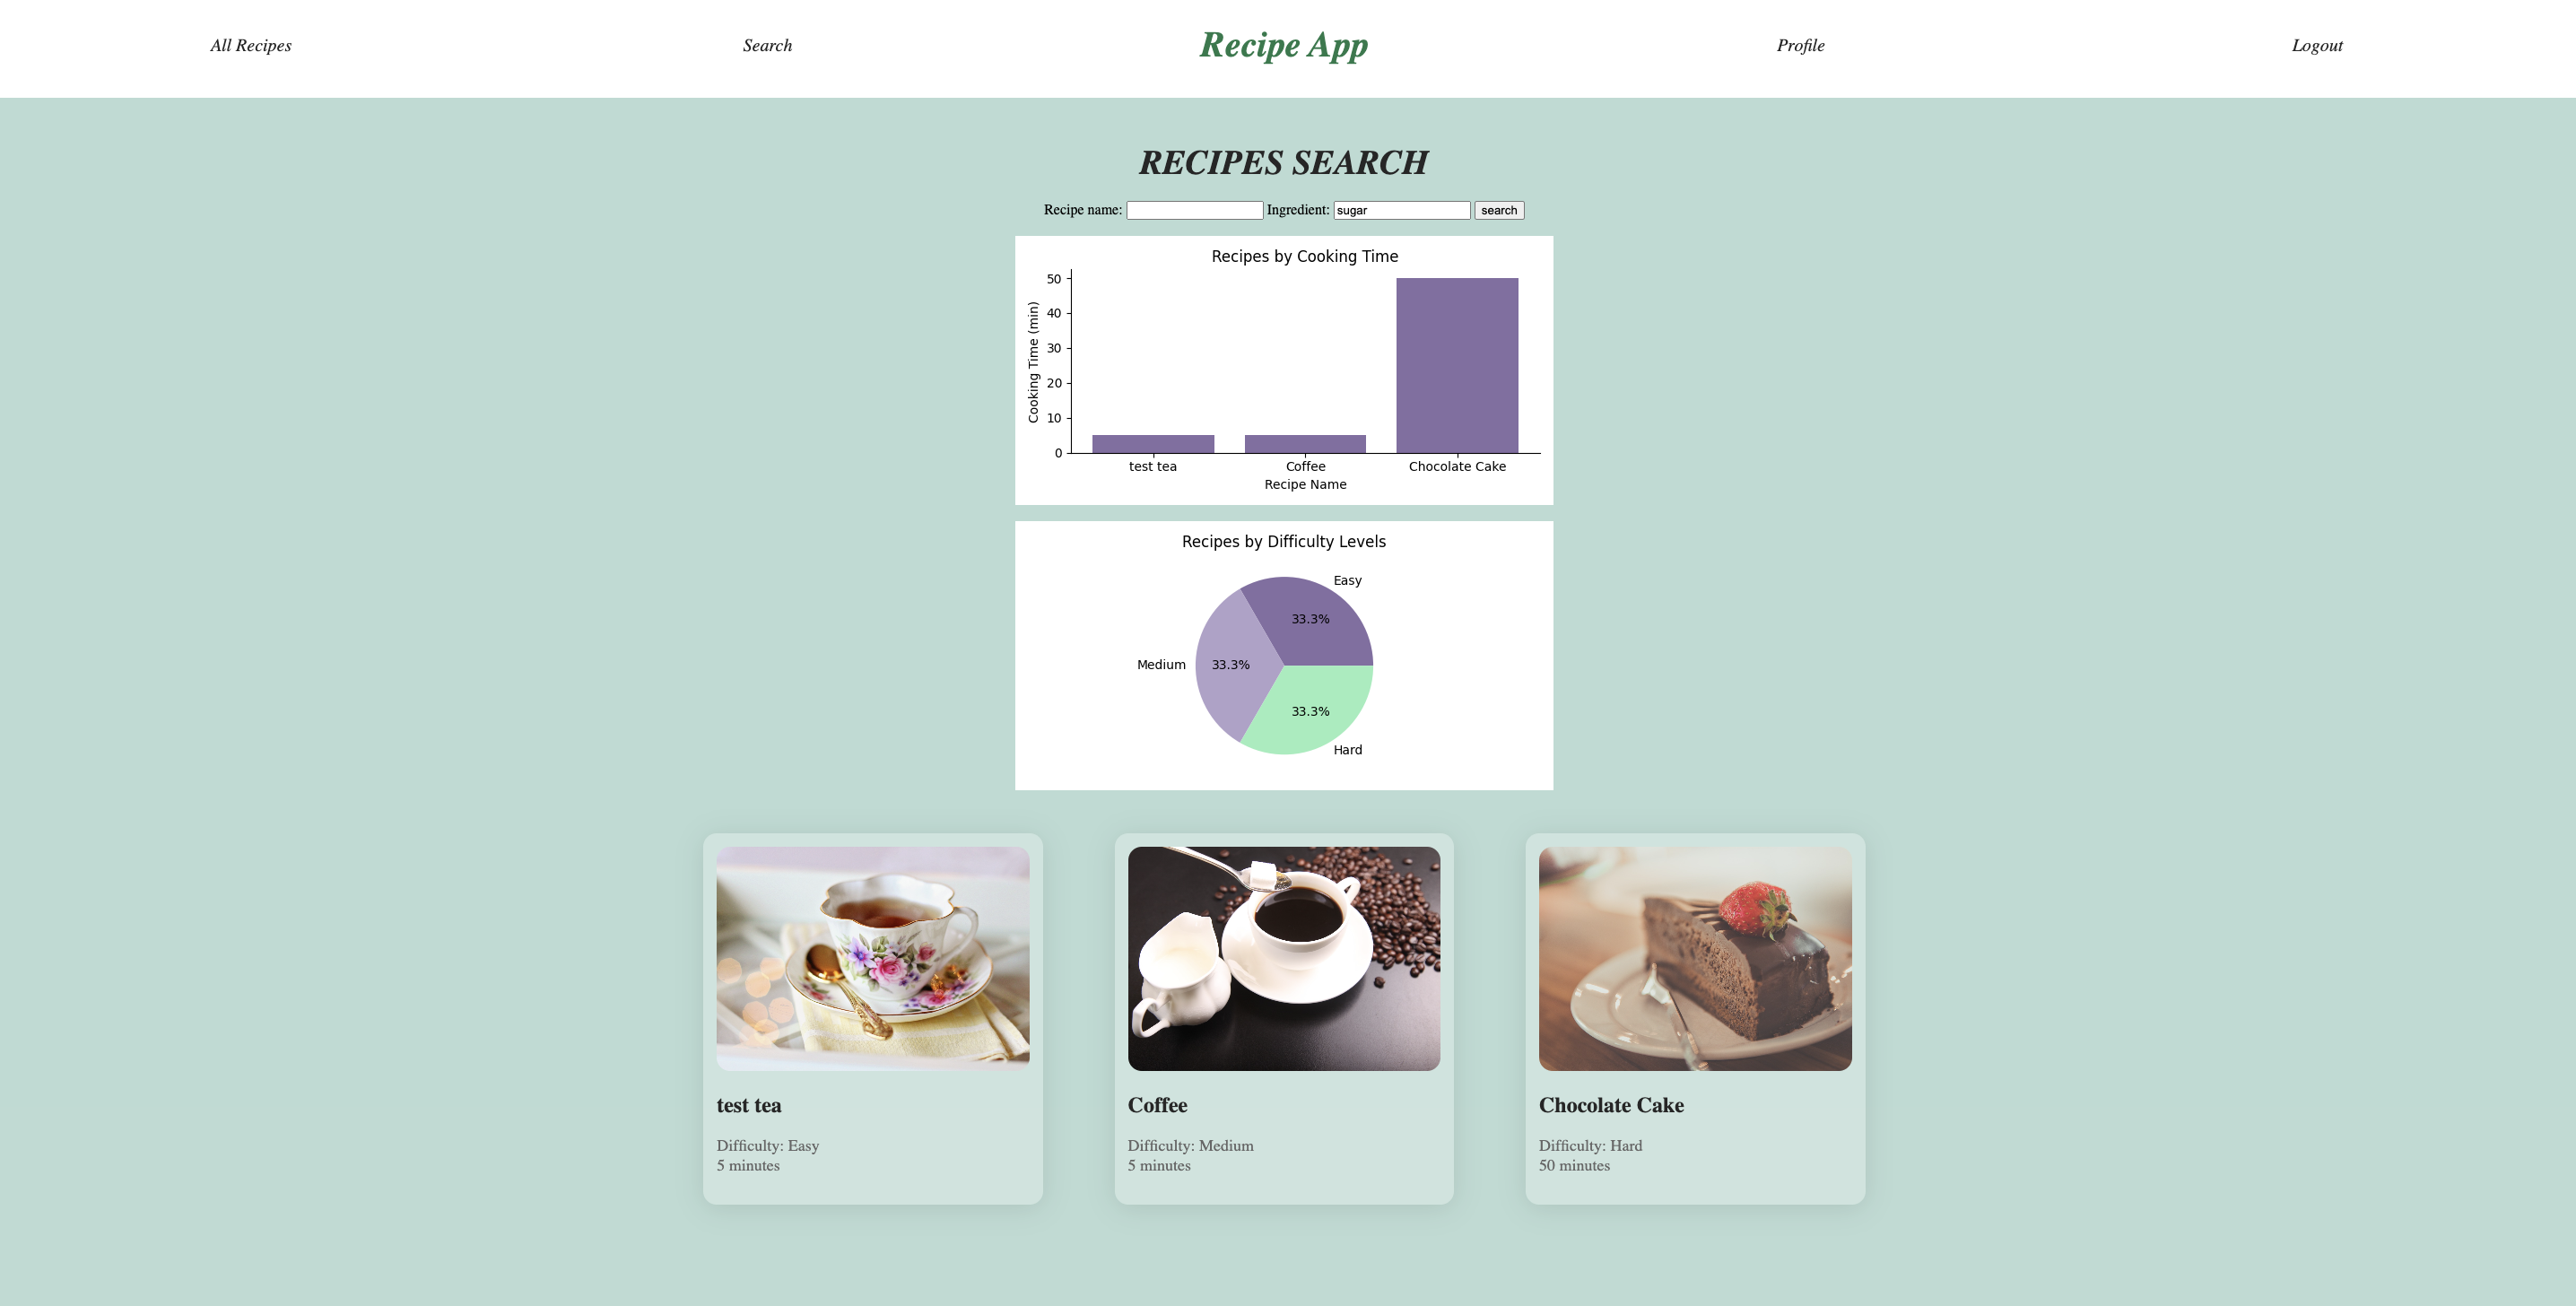 All Recipes Search Recipe App Profile Logout
RECIPES SEARCH
Recipe name: Ingredient: sugar search
Recipes by Cooking Time
50
40
30
20
10
0
Cooking Time (min)
test tea Coffee Chocolate Cake
Recipe Name
Recipes by Difficulty Levels
Easy
33.3%
Medium 33.3%
33.3%
Hard
test tea
Difficulty: Easy
5 minutes
Coffee
Difficulty: Medium
5 minutes
Chocolate Cake
Difficulty: Hard
50 minutes